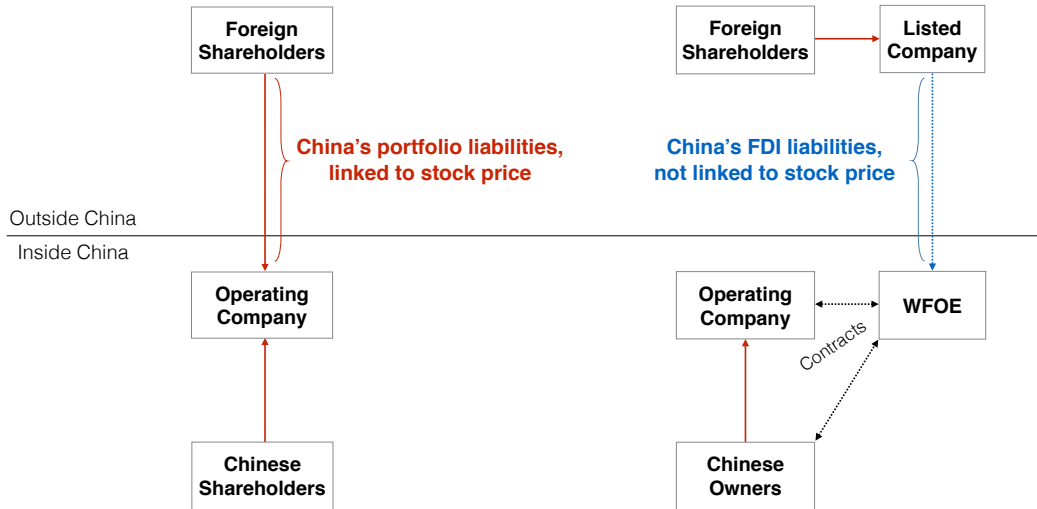 Foreign
Shareholders
Foreign
Shareholders
Listed
Company
China’s portfolio liabilities,
linked to stock price
China’s FDI liabilities,
not linked to stock price
Outside China
Inside China
Operating
Company
Operating
Company
WFOE
Contracts
Chinese
Shareholders
Chinese
Owners